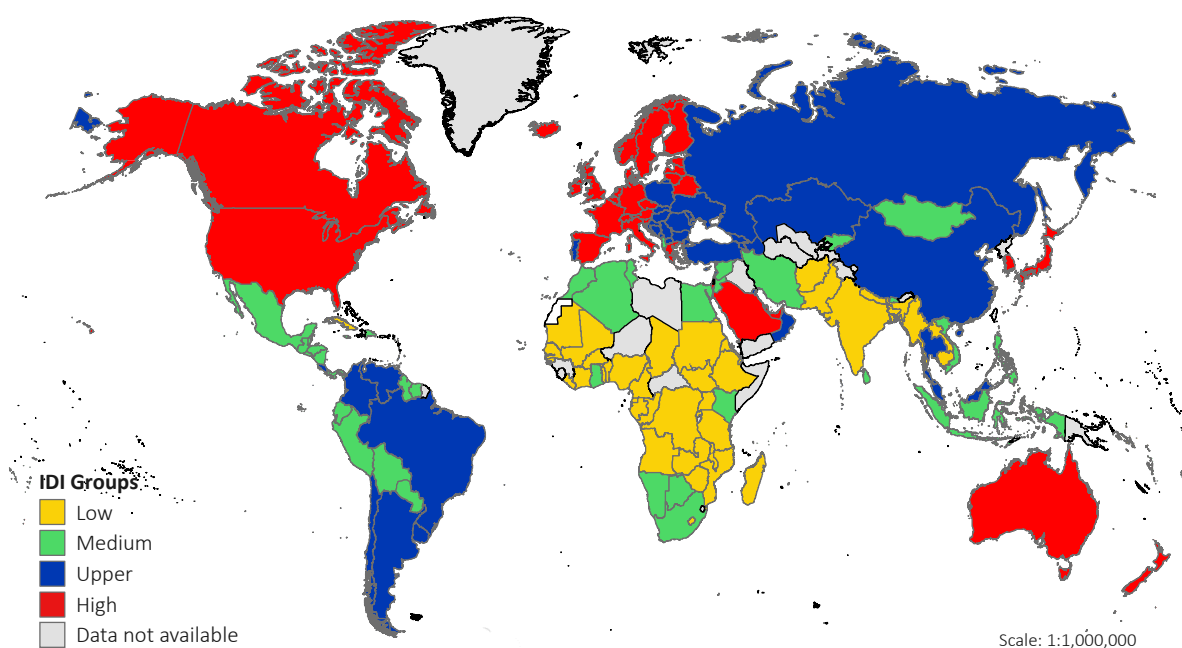 IDI Groups
Low
Medium
Upper
High
Data not available
Scale: 1:1,000,000